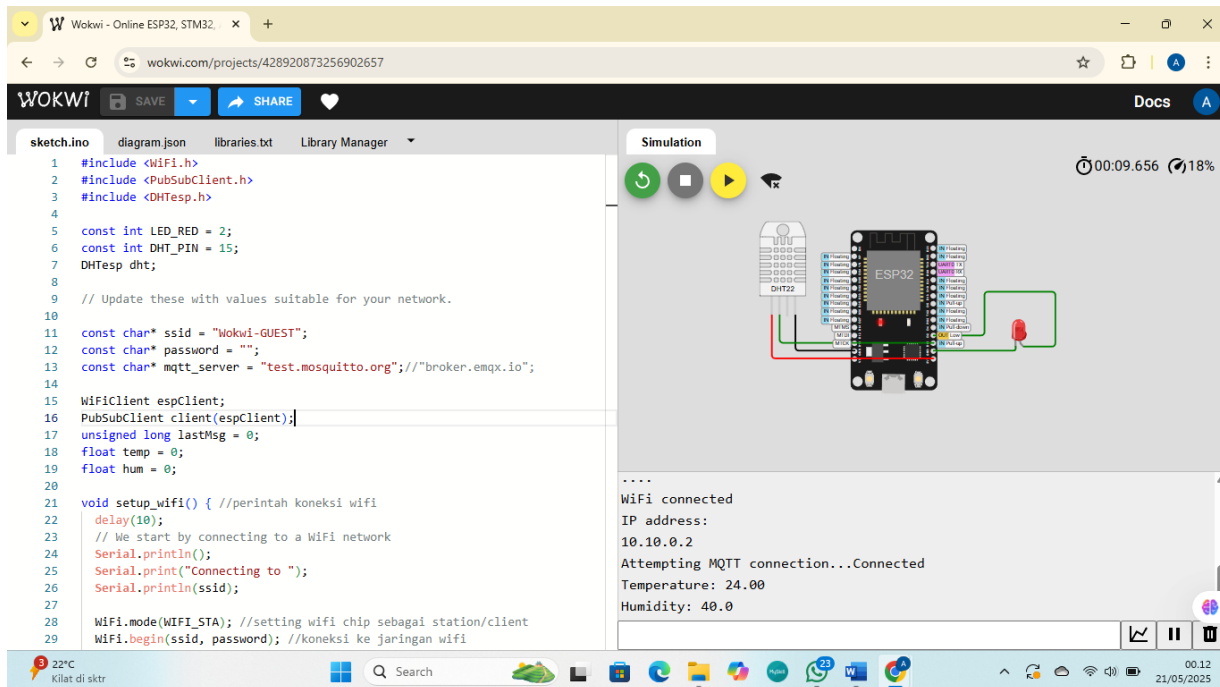 Wokwi - Online ESP32, STM32,
wokwi.com/projects/428920873256902657
WOKWI SAVE SHARE Docs A
sketch.ino diagram.json libraries.txt Library Manager
1 #include <WiFi.h>
2 #include <PubSubClient.h>
3 #include <DHTesp.h>
4
5 const int LED_RED = 2;
6 const int DHT_PIN = 15;
7 DHTesp dht;
8
9 // Update these with values suitable for your network.
10
11 const char* ssid = "Wokwi-GUEST";
12 const char* password = "";
13 const char* mqtt_server = "test.mosquitto.org";//"broker.emqx.io";
14
15 WiFiClient espClient;
16 PubSubClient client(espClient);
17 unsigned long lastMsg = 0;
18 float temp = 0;
19 float hum = 0;
20
21 void setup_wifi() { //perintah koneksi wifi
22 delay(10);
23 // We start by connecting to a WiFi network
24 Serial.println();
25 Serial.print("Connecting to ");
26 Serial.println(ssid);
27
28 WiFi.mode(WIFI_STA); //setting wifi chip sebagai station/client
29 WiFi.begin(ssid, password); //koneksi ke jaringan wifi
Simulation
00:09.656 18%
DHT22
ESP32
....
WiFi connected
IP address:
10.10.0.2
Attempting MQTT connection...Connected
Temperature: 24.00
Humidity: 40.0
3
22°C
Kilat di sktr
Search
23
00.12
21/05/2025